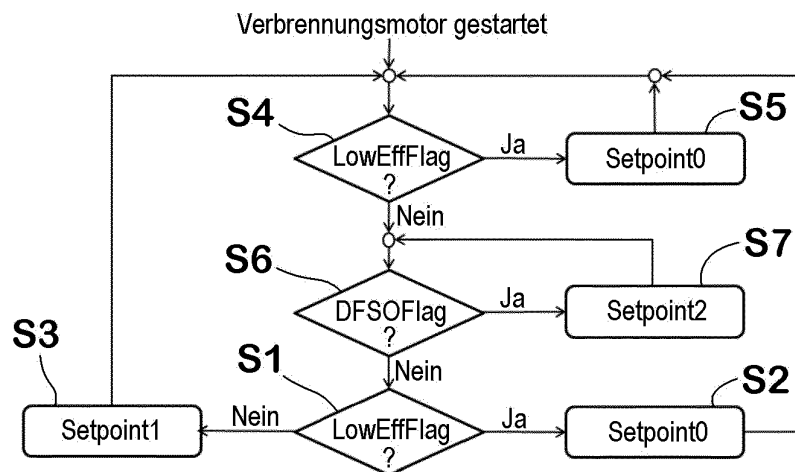 Verbrennungsmotor gestartet
S4
LowEffFlag
?
Ja
Setpoint0
S5
Nein
S6
DFSOFlag
?
Ja
Setpoint2
S7
Nein
S3
Setpoint1
Nein
S1
LowEffFlag
?
Ja
Setpoint0
S2